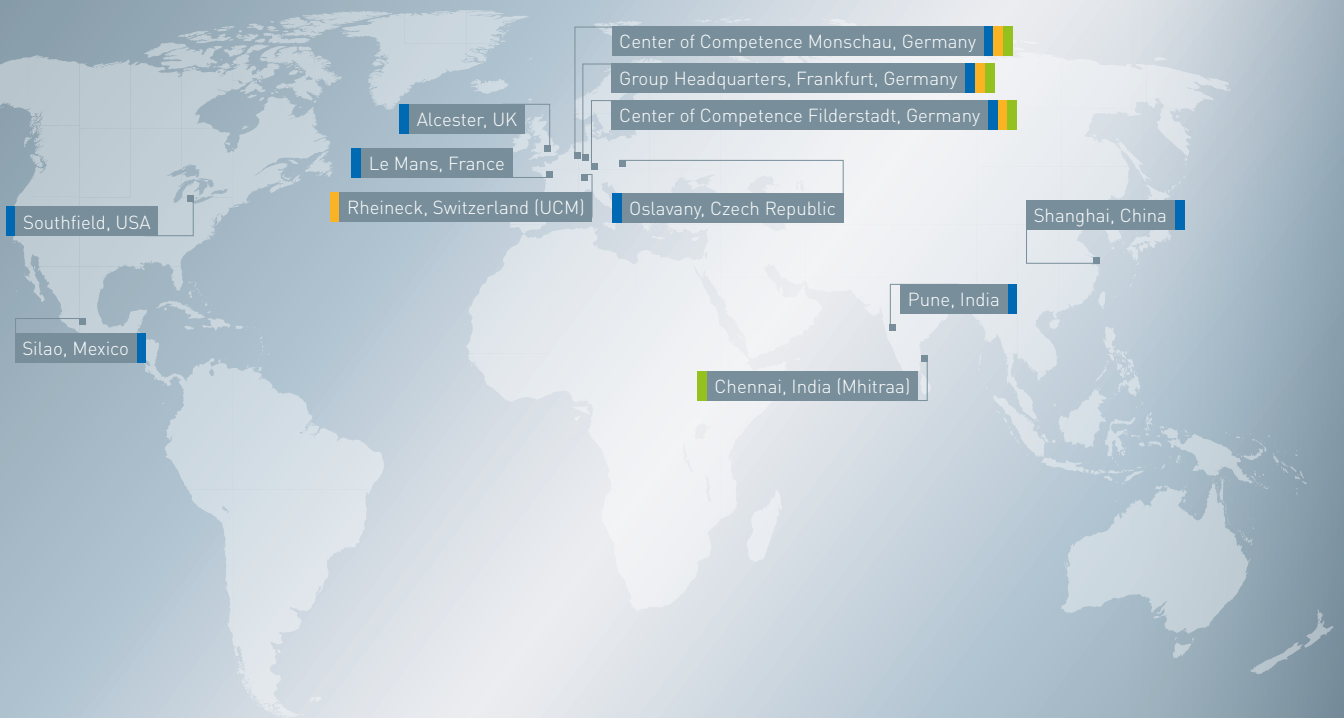 Center of Competence Monschau, Germany
Group Headquarters, Frankfurt, Germany
Center of Competence Filderstadt, Germany
Alcester, UK
Le Mans, France
Rheineck, Switzerland (UCM)
Oslavany, Czech Republic
Southfield, USA
Shanghai, China
Pune, India
Silao, Mexico
Chennai, India (Mhitraa)